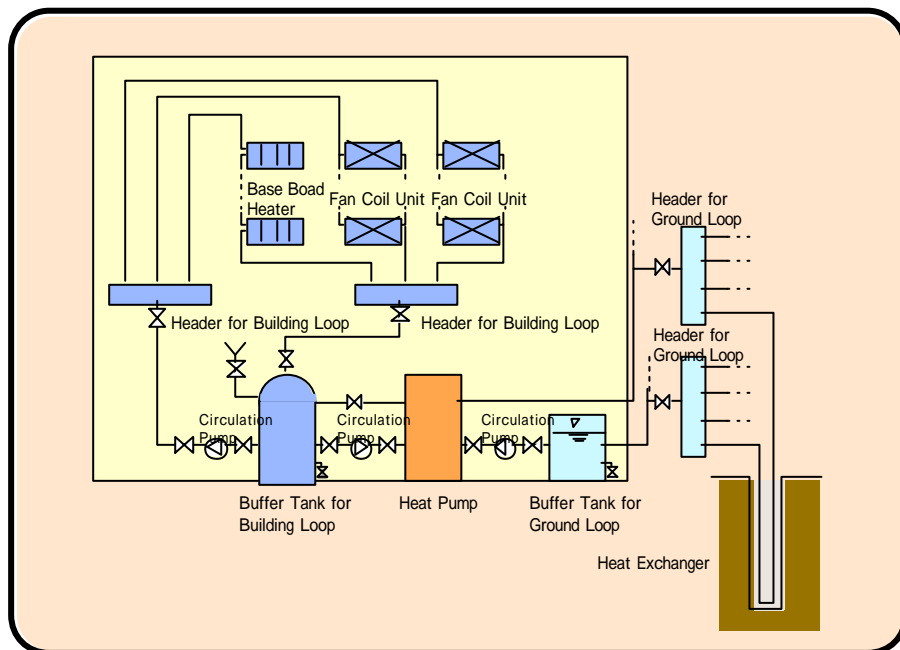 Base Boad
Heater
Fan Coil Unit
Fan Coil Unit
Header for
Ground Loop
Header for Building Loop
Header for Building Loop
Header for
Ground Loop
Circulation
Pump
Circulation
Pump
Circulation
Pump
Buffer Tank for
Building Loop
Heat Pump
Buffer Tank for
Ground Loop
Heat Exchanger